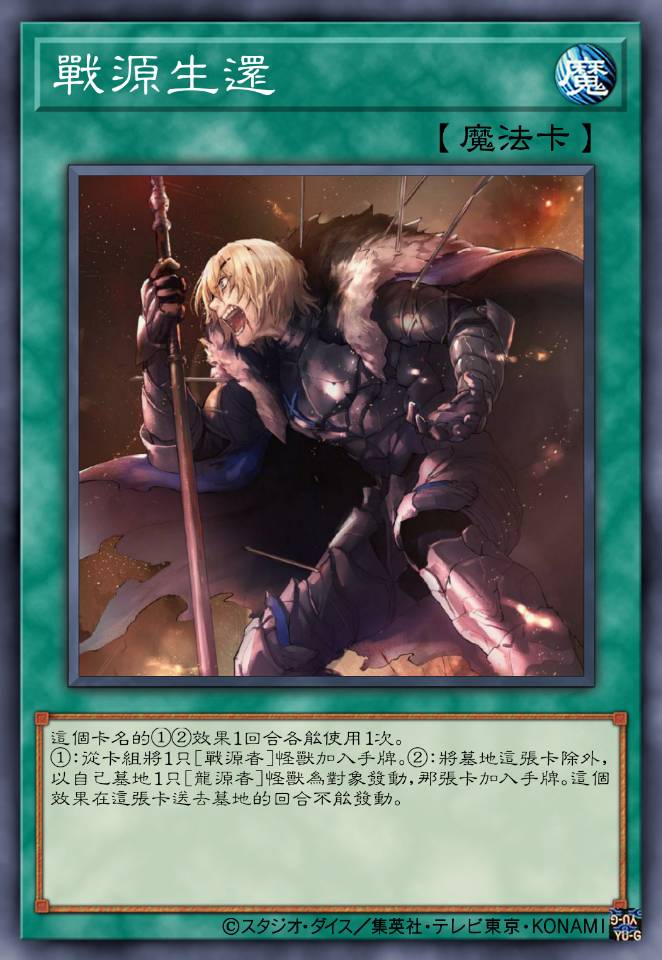 戰源生還
魔
【魔法卡】
這個卡名的①②效果1回合各能使用1次。
①：從卡組將1只[戰源者]怪獸加入手牌。②：將墓地這張卡除外，
以自己墓地1只[龍源者]怪獸為對象發動，那張卡加入手牌。這個
效果在這張卡送去墓地的回合不能發動。
©スタジオ・ダイス／集英社・テレビ東京・KONAMI
YU-G
YU-G